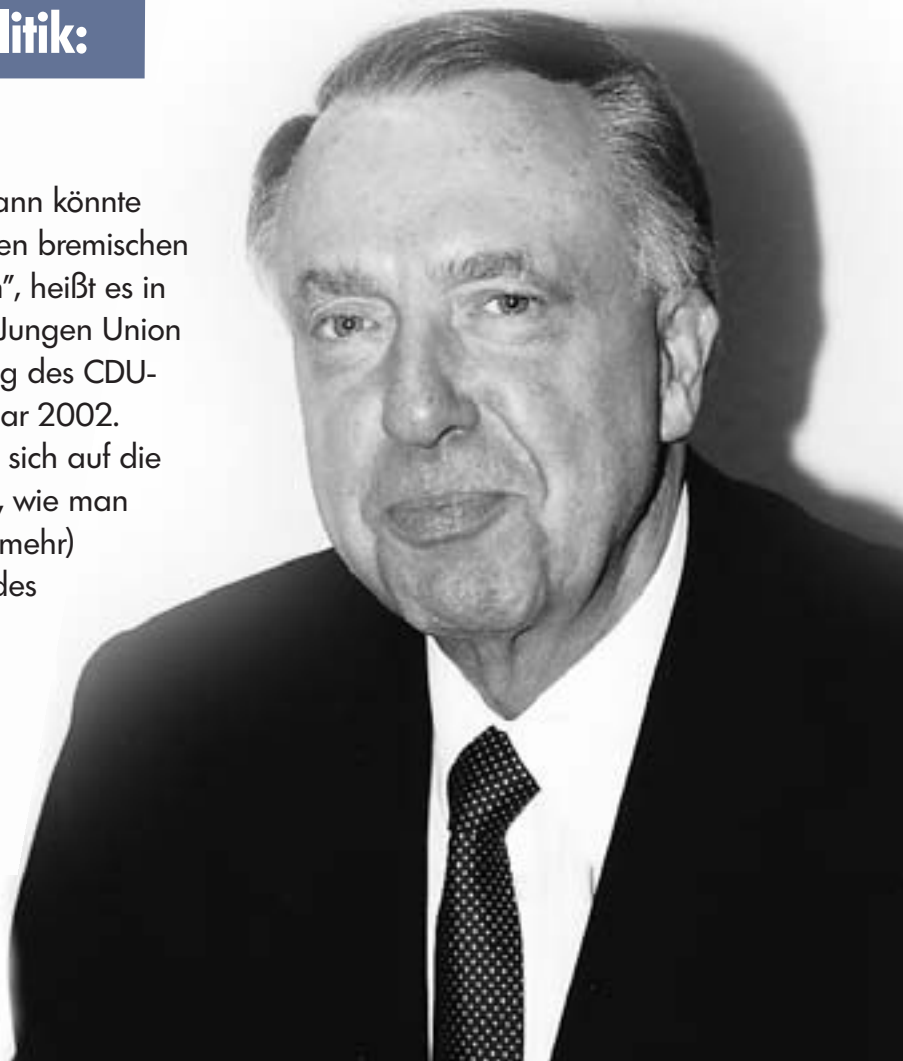 litik:
ann könnte
en bremischen
n”, heißt es in
Jungen Union
g des CDU-
ar 2002.
sich auf die
, wie man
mehr)
des